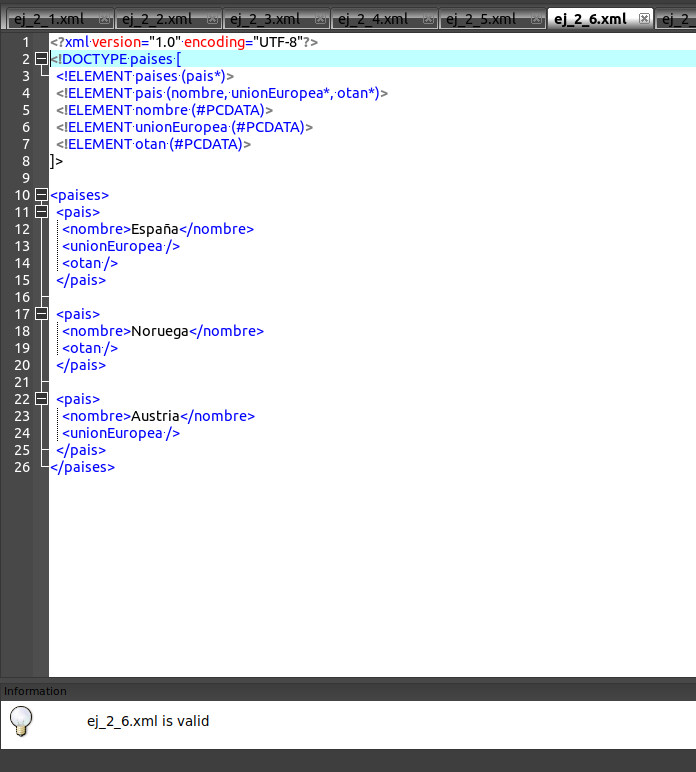 ej_2_1.xml ej_2_2.xml ej_2_3.xml ej_2_4.xml ej_2_5.xml ej_2_6.xml ej_2
1 <?xml version="1.0" encoding="UTF-8"?>
2 <!DOCTYPE paises [
3 <!ELEMENT paises (pais*)>
4 <!ELEMENT pais (nombre, unionEuropea*, otan*)>
5 <!ELEMENT nombre (#PCDATA)>
6 <!ELEMENT unionEuropea (#PCDATA)>
7 <!ELEMENT otan (#PCDATA)>
8 ]>
9
10 <paises>
11 <pais>
12 <nombre>España</nombre>
13 <unionEuropea />
14 <otan />
15 </pais>
16
17 <pais>
18 <nombre>Noruega</nombre>
19 <otan />
20 </pais>
21
22 <pais>
23 <nombre>Austria</nombre>
24 <unionEuropea />
25 </pais>
26 </paises>
Information
ej_2_6.xml is valid